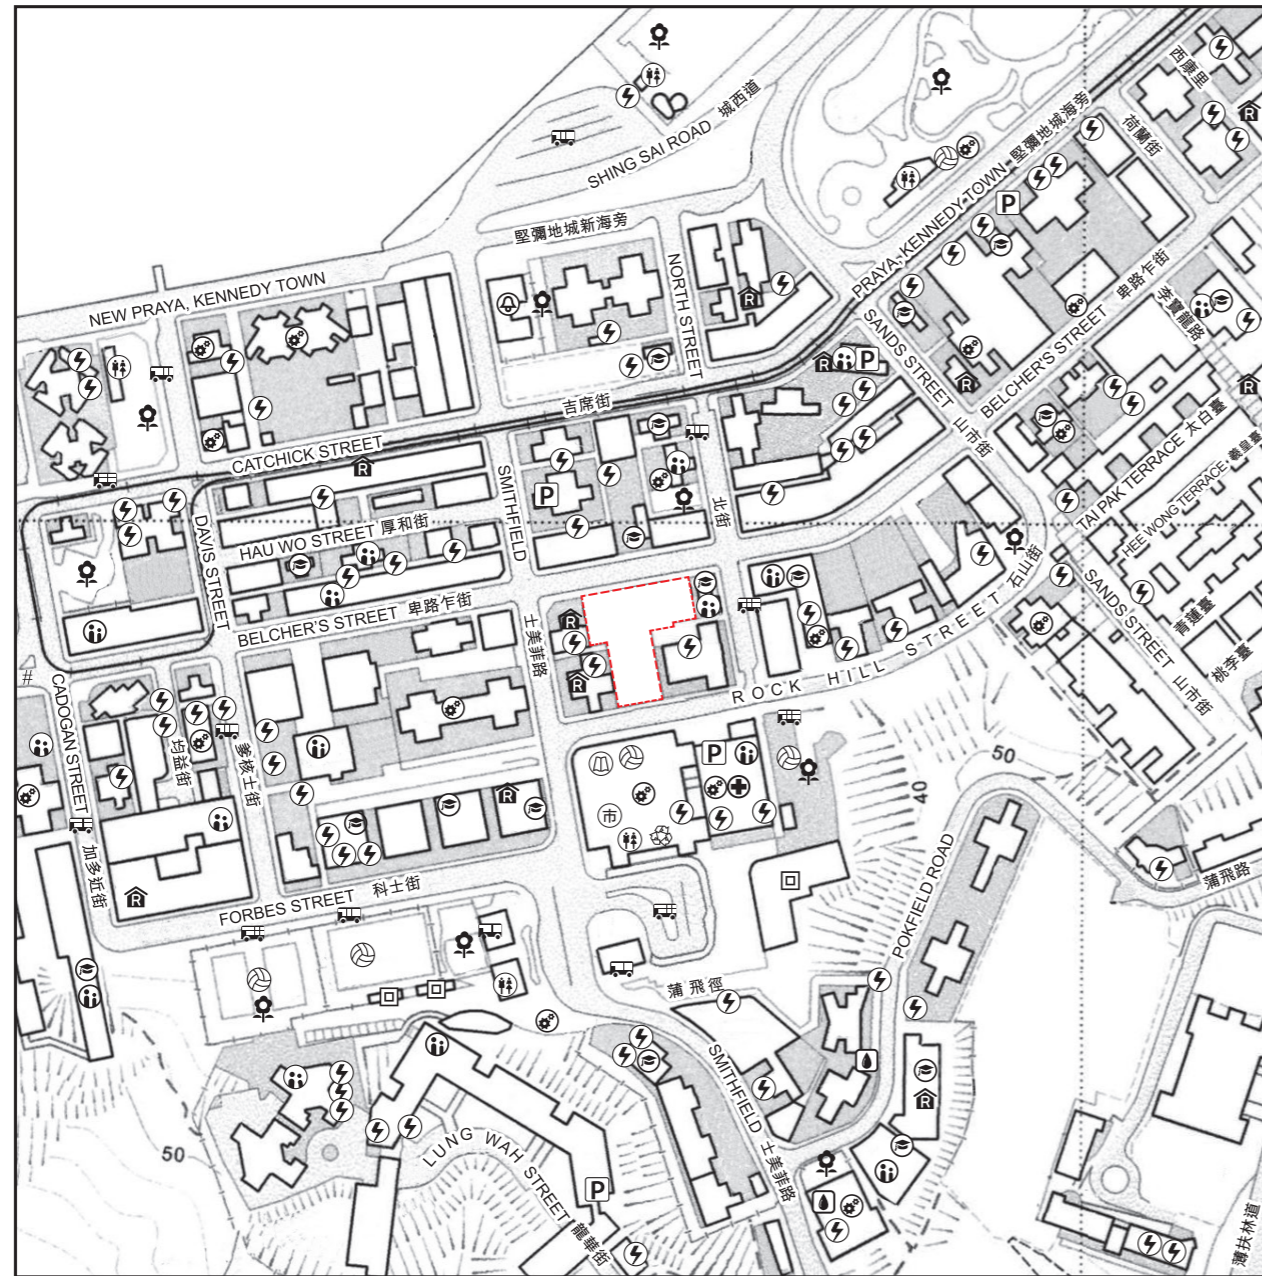 SHING SAI ROAD 城西道
西康里
荷蘭街
堅彌地城新海旁
NEW PRAYA, KENNEDY TOWN
PRAYA, KENNEDY TOWN 堅彌地城海旁
NORTH STREET
P
R
R
吉席街
CATCHICK STREET
SANDS STREET 山市街
BELCHER'S STREET 卑路乍街
李寶龍路
R
P
R
R
R
SMITHFIELD
P
北街
TAI PAK TERRACE 太白臺
HEE WONG TERRACE, 羲皇臺
DAVIS STREET
HAU WO STREET 厚和街
BELCHER'S STREET 卑路乍街
士美菲路
R
R
ROCK HILL STREET 石山街
SANDS STREET 山市街
青蓮臺
桃李臺
#
CADOGAN STREET 加多近街
均益街
爹核士街
P
50
40
市
R
R
FORBES STREET 科士街
POKFIELD ROAD
蒲飛路
蒲飛徑
SMITHFIELD 士美菲路
R
50
LUNG WAH STREET 龍華街
P
薄扶林道